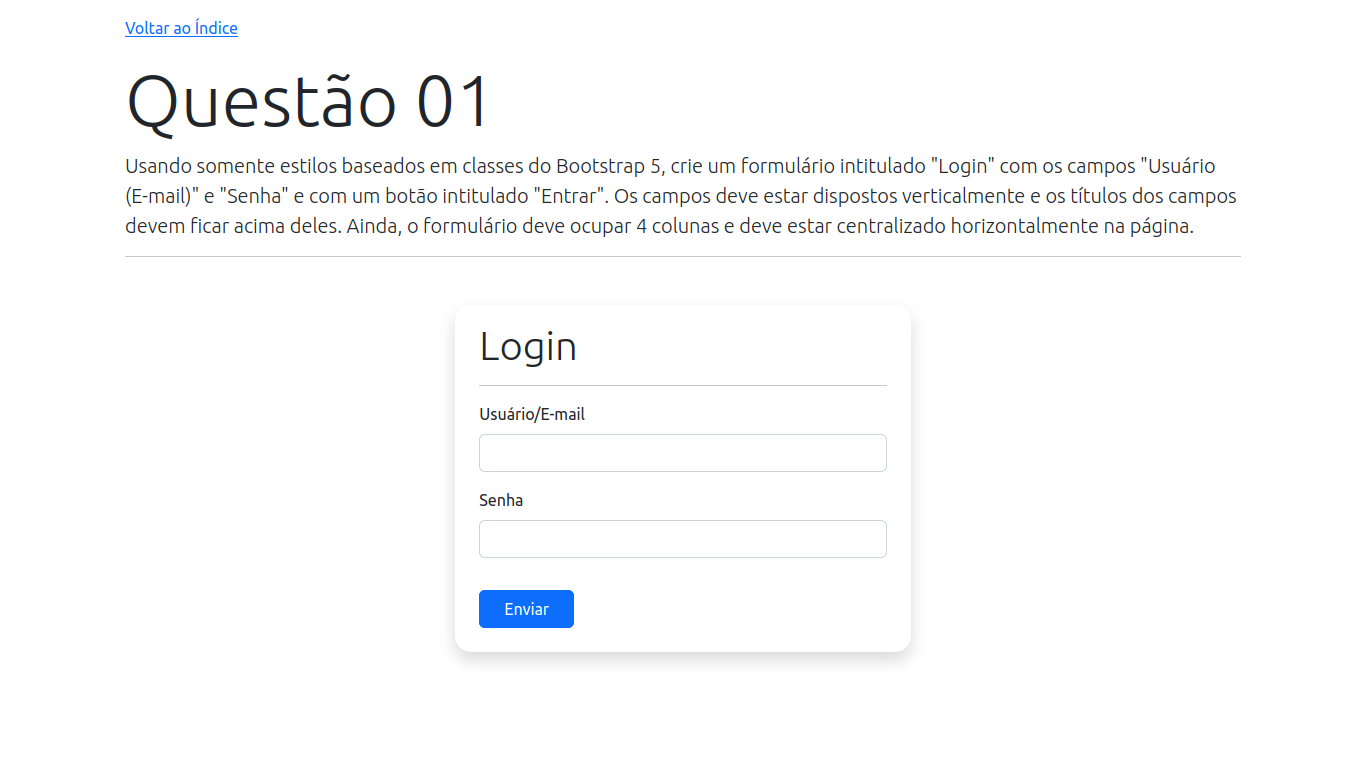 Voltar ao Índice
Questão 01
Usando somente estilos baseados em classes do Bootstrap 5, crie um formulário intitulado "Login" com os campos "Usuário
(E-mail)" e "Senha" e com um botão intitulado "Entrar". Os campos deve estar dispostos verticalmente e os títulos dos campos
devem ficar acima deles. Ainda, o formulário deve ocupar 4 colunas e deve estar centralizado horizontalmente na página.
Login
Usuário/E-mail
Senha
Enviar